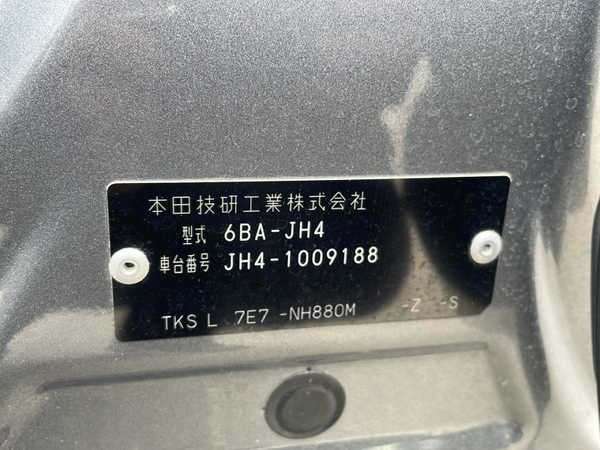 本田技研工業株式会社
型式 6BA-JH4
車台番号 JH4-1009188
TKS L 7E7 -NH880M -Z -S